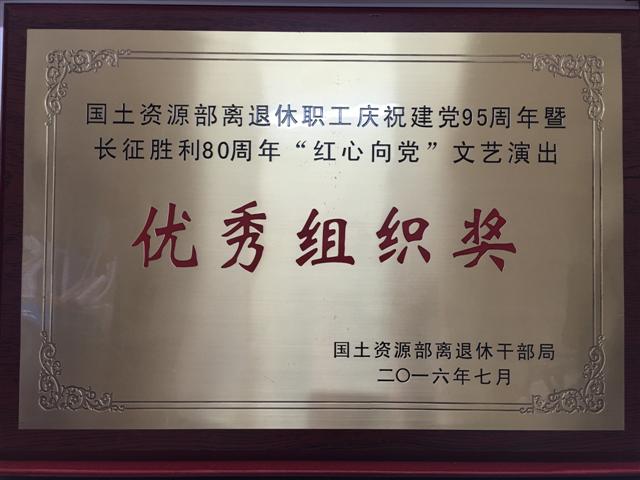 国土资源部离退休职工庆祝建党95周年暨
长征胜利80周年“红心向党”文艺演出
优秀组织奖
国土资源部离退休干部局
二〇一六年七月